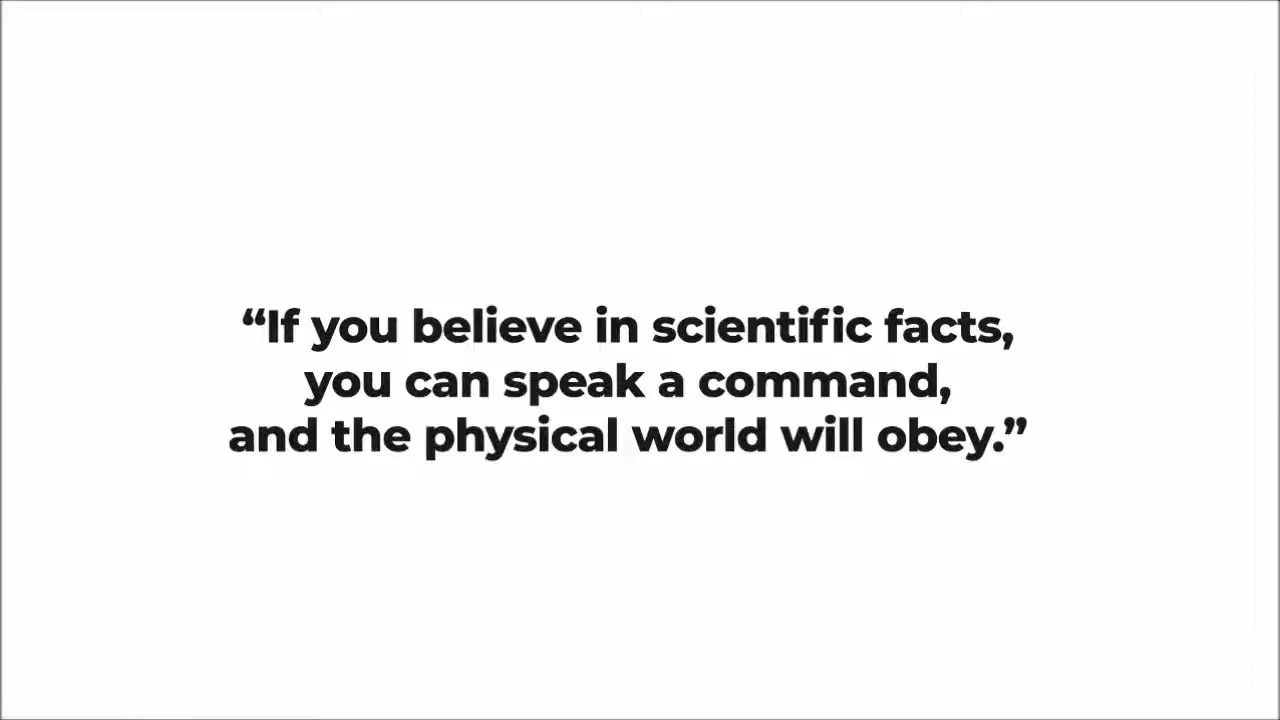 “If you believe in scientific facts,
you can speak a command,
and the physical world will obey.”